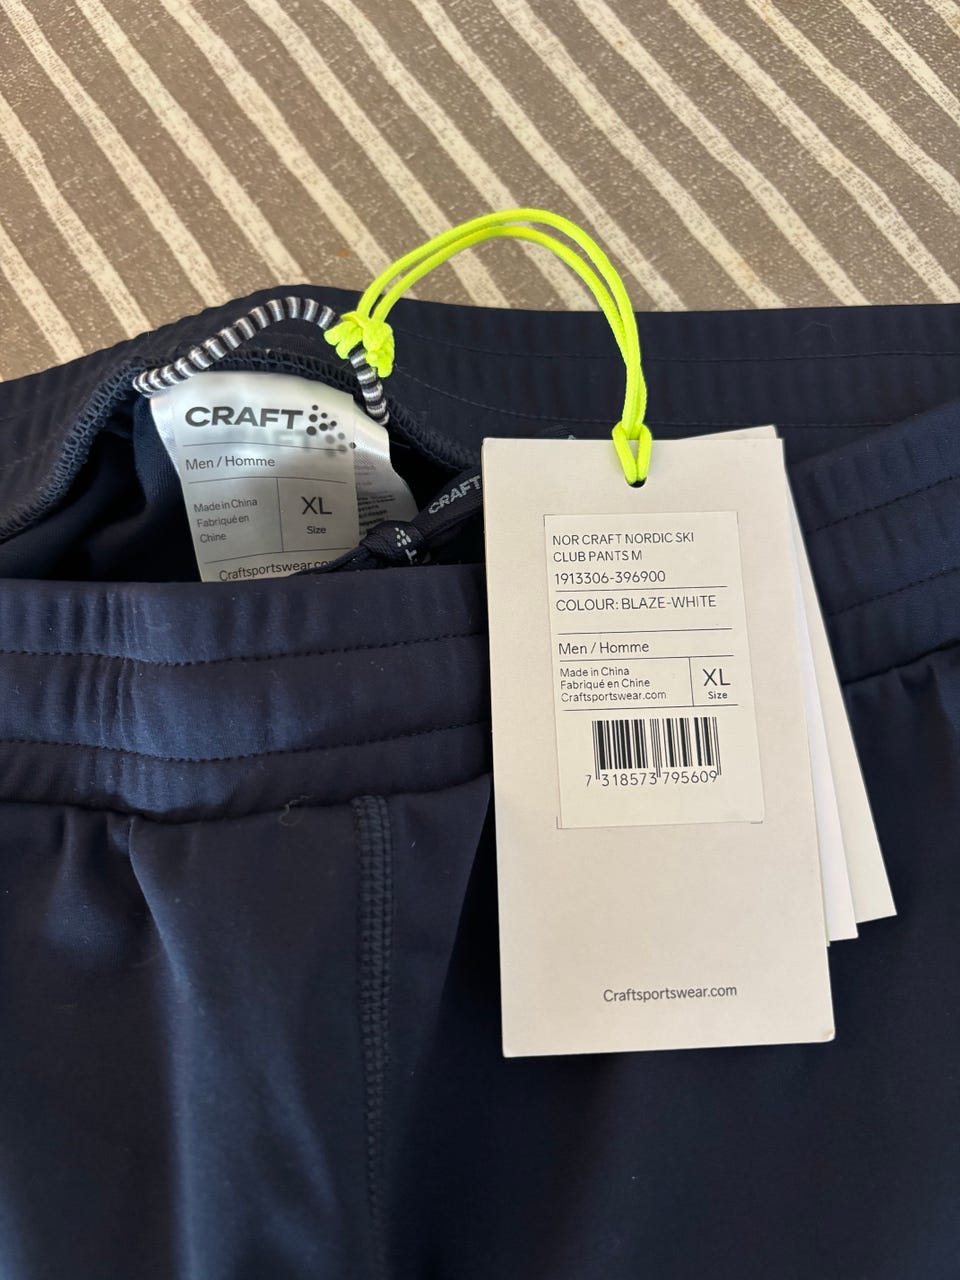 CRAFT
Men / Homme
Made in China
Fabriqué en
Chine
XL
Size
Craftsportswear.co
CRAFT
NOR CRAFT NORDIC SKI
CLUB PANTS M
1913306-396900
COLOUR: BLAZE-WHITE
Men / Homme
Made in China
Fabriqué en Chine
Craftsportswear.com
XL
Size
7 318573 795609
Craftsportswear.com